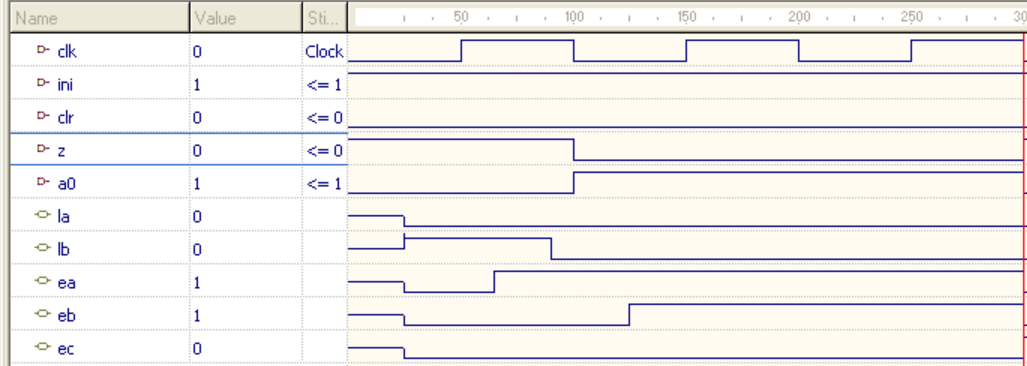 Name Value Sti... 50 100 150 200 250 30
clk 0 Clock
ini 1 <= 1
clr 0 <= 0
z 0 <= 0
a0 1 <= 1
la 0
lb 0
ea 1
eb 1
ec 0